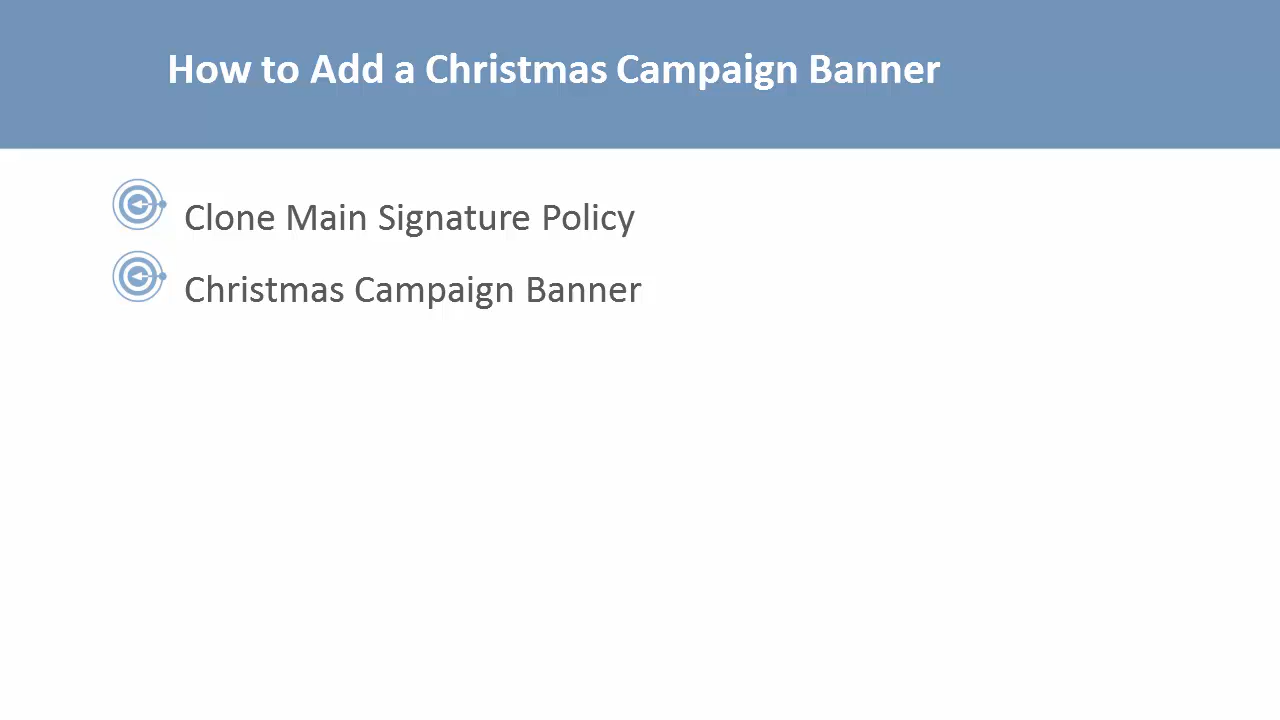 How to Add a Christmas Campaign Banner
Clone Main Signature Policy
Christmas Campaign Banner